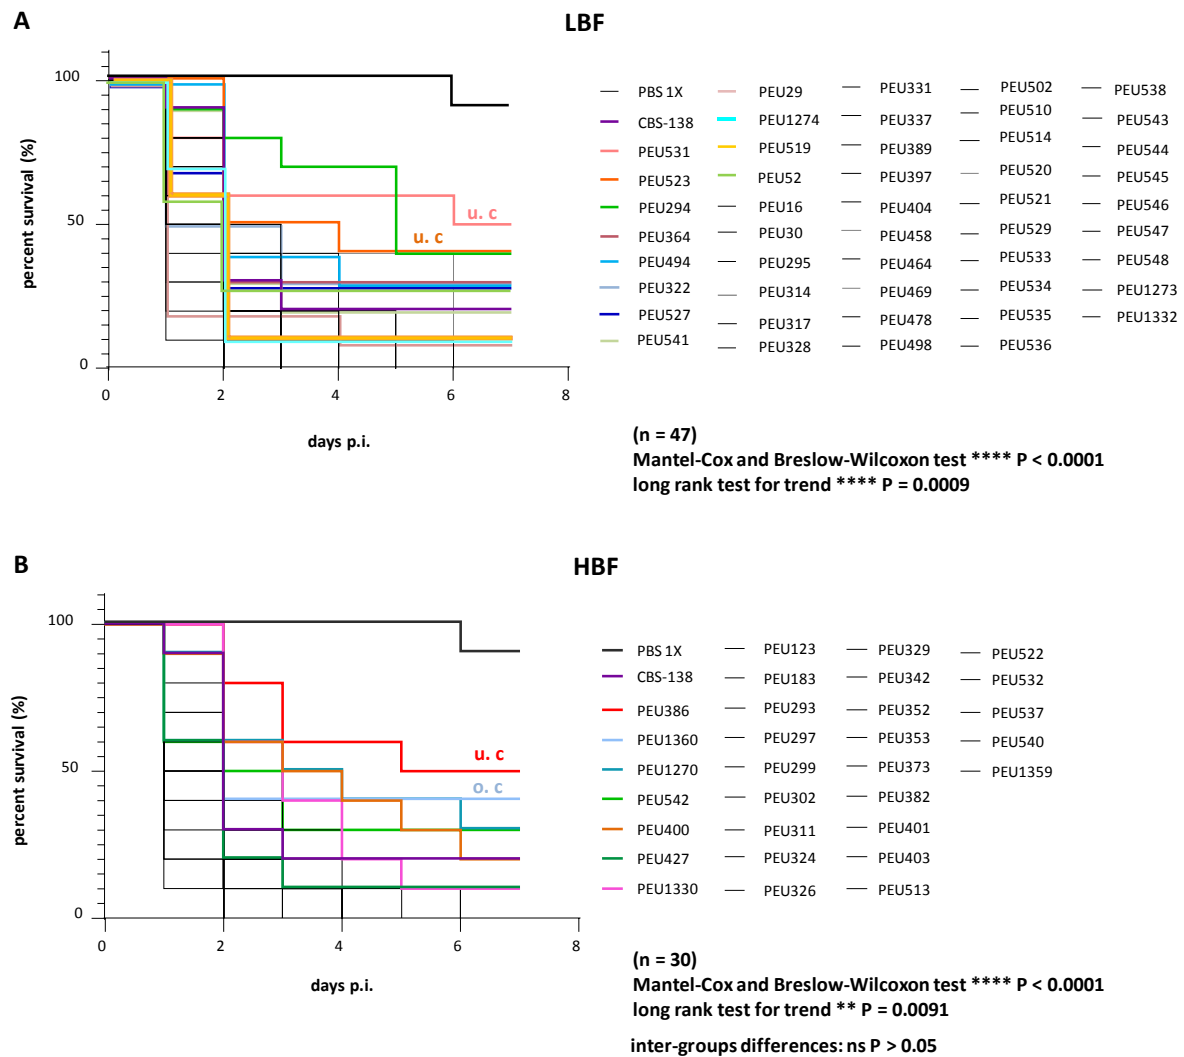 A
LBF
percent survival (%)
100
50
0
0 2 4 6 8
days p.i.
u. c
u. c
PBS 1X
CBS-138
PEU531
PEU523
PEU294
PEU364
PEU494
PEU322
PEU527
PEU541
PEU29
PEU1274
PEU519
PEU52
PEU16
PEU30
PEU295
PEU314
PEU317
PEU328
PEU331
PEU337
PEU389
PEU397
PEU404
PEU458
PEU464
PEU469
PEU478
PEU498
PEU502
PEU510
PEU514
PEU520
PEU521
PEU529
PEU533
PEU534
PEU535
PEU536
PEU538
PEU543
PEU544
PEU545
PEU546
PEU547
PEU548
PEU1273
PEU1332
(n = 47)
Mantel-Cox and Breslow-Wilcoxon test **** P < 0.0001
long rank test for trend **** P = 0.0009
B
HBF
percent survival (%)
100
50
0
0 2 4 6 8
days p.i.
u. c
o. c
PBS 1X
CBS-138
PEU386
PEU1360
PEU1270
PEU542
PEU400
PEU427
PEU1330
PEU123
PEU183
PEU293
PEU297
PEU299
PEU302
PEU311
PEU324
PEU326
PEU329
PEU342
PEU352
PEU353
PEU373
PEU382
PEU401
PEU403
PEU513
PEU522
PEU532
PEU537
PEU540
PEU1359
(n = 30)
Mantel-Cox and Breslow-Wilcoxon test **** P < 0.0001
long rank test for trend ** P = 0.0091
inter-groups differences: ns P > 0.05